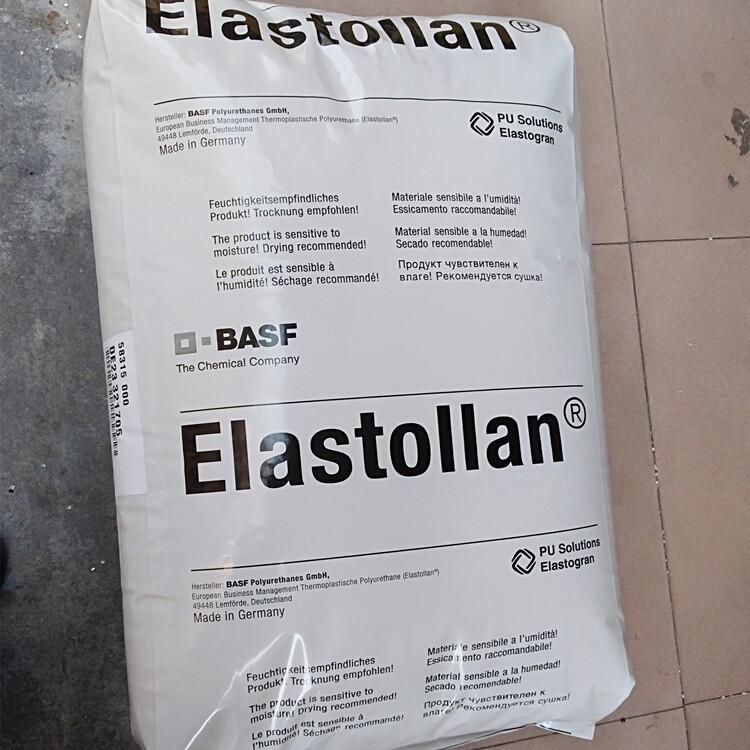 Elastollan®
Hersteller: BASF Polyurethanes GmbH,
European Business Management Thermoplastische Polyurethane (Elastollan®)
49448 Lemförde, Deutschland
Made in Germany
PU Solutions
Elastogran
Feuchtigkeitsempfindliches
Produkt! Trocknung empfohlen!
The product is sensitive to
moisture! Drying recommended!
Le produit est sensible à
l'humidité! Séchage recommandé!
Materiale sensibile a l'umidità!
Essicamento raccomandabile!
Material sensible a la humedad!
Secado recomendable!
Продукт чувствителен к
влаге! Рекомендуется сушка!
BASF
The Chemical Company
58315 000
DE23 321705
Elastollan®
Hersteller: BASF Polyurethanes GmbH,
European Business Management Thermoplastische Polyurethane (Elastollan®)
49448 Lemförde, Deutschland
Made in Germany
PU Solutions
Elastogran
Feuchtigkeitsempfindliches
Produkt! Trocknung empfohlen!
The product is sensitive to
moisture! Drying recommended!
Le produit est sensible à
l'humidité! Séchage recommandé!
Materiale sensibile a l'umidità!
Essicamento raccomandabile!
Material sensible a la humedad!
Secado recomendable!
Продукт чувствителен к
влаге! Рекомендуется сушка!